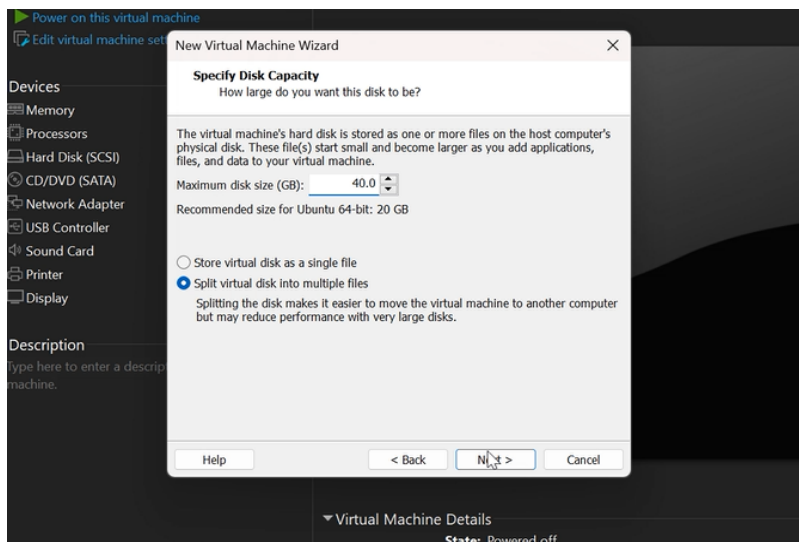 Power on this virtual machine
Edit virtual machine set
Devices
Memory
Processors
Hard Disk (SCSI)
CD/DVD (SATA)
Network Adapter
USB Controller
Sound Card
Printer
Display
Description
Type here to enter a descrip
machine.
New Virtual Machine Wizard
Specify Disk Capacity
How large do you want this disk to be?
The virtual machine's hard disk is stored as one or more files on the host computer's
physical disk. These file(s) start small and become larger as you add applications,
files, and data to your virtual machine.
Maximum disk size (GB): 40.0
Recommended size for Ubuntu 64-bit: 20 GB
Store virtual disk as a single file
Split virtual disk into multiple files
Splitting the disk makes it easier to move the virtual machine to another computer
but may reduce performance with very large disks.
Help < Back Next > Cancel
Virtual Machine Details
State: Powered off